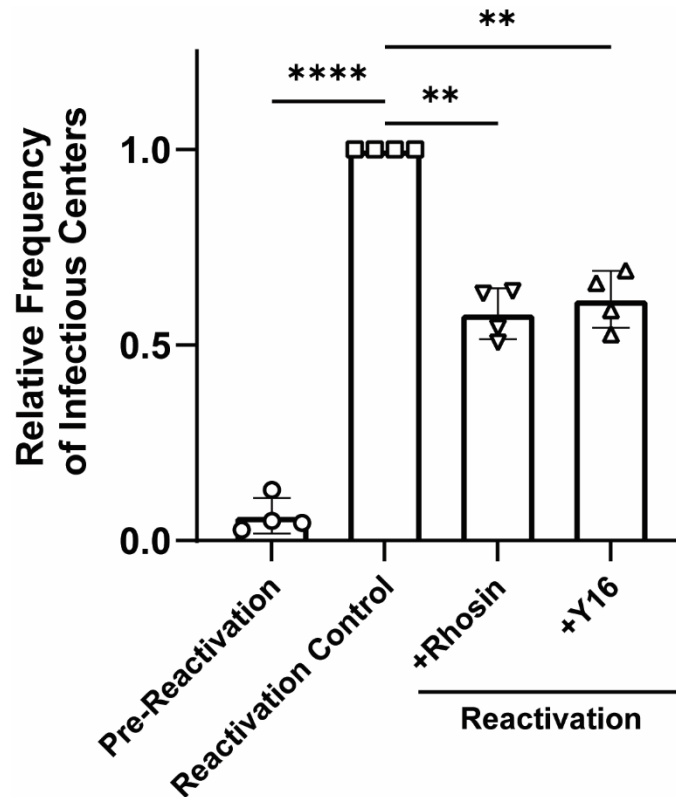 **
****
**
Relative Frequency
of Infectious Centers
1.0
0.5
0.0
Pre-Reactivation
Reactivation Control
+Rhosin
+Y16
Reactivation